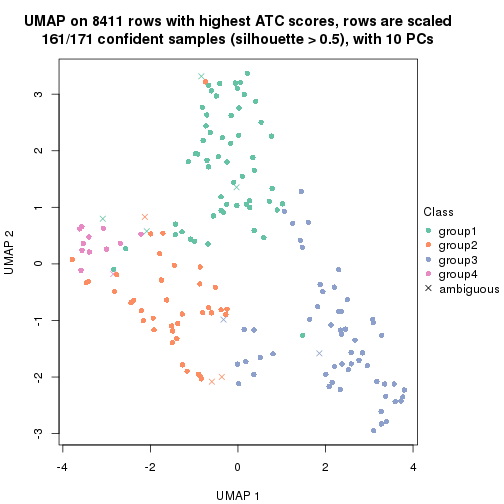 UMAP on 8411 rows with highest ATC scores, rows are scaled
161/171 confident samples (silhouette > 0.5), with 10 PCs
3
2
1
0
-1
-2
-3
UMAP 2
-4
-2
0
2
4
UMAP 1
Class
group1
group2
group3
group4
ambiguous